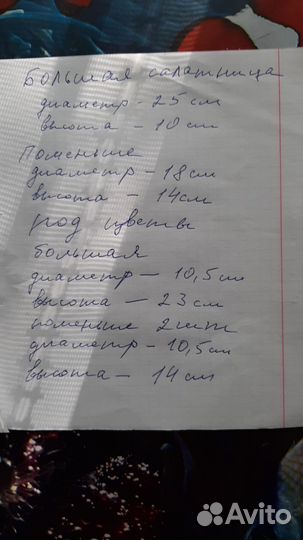 Большая салатница
диаметр - 25 см
высота - 10 см
Поменьше
диаметр - 18 см
высота - 14 см
под цветы
большая
диаметр - 10,5 см
высота - 23 см
поменьше 2 шт
диаметр - 10,5 см
высота - 14 см
Avito